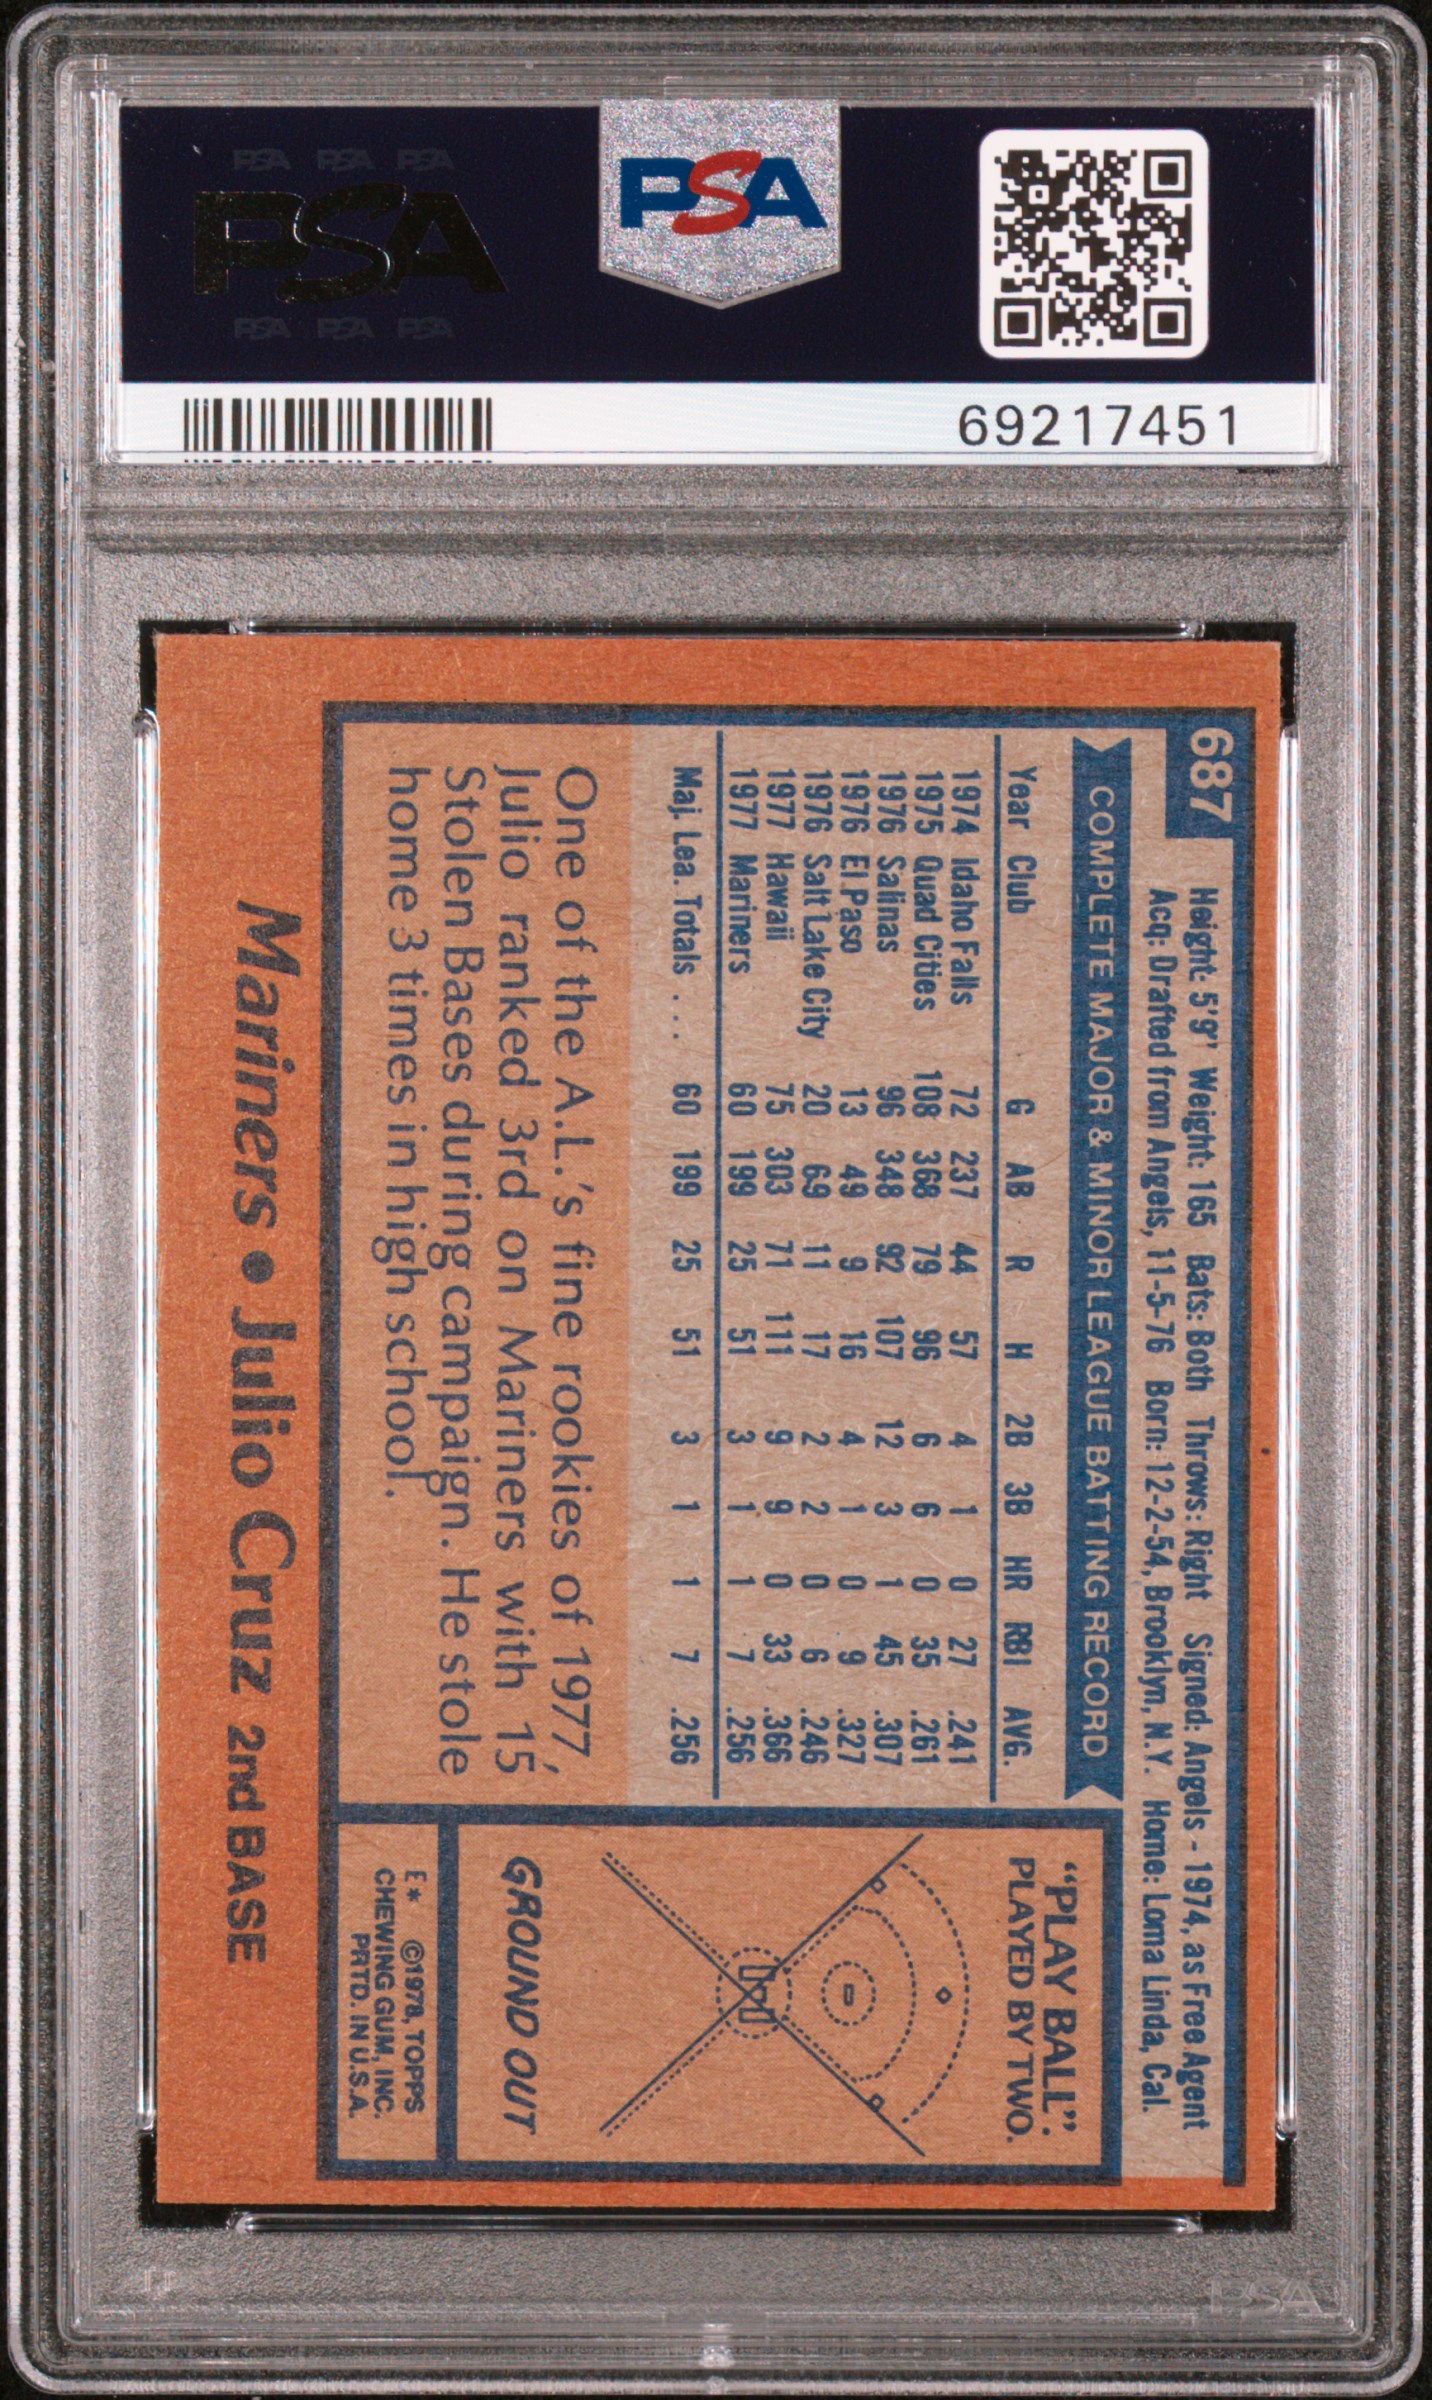 PSA PSA PSA
PSA
PSA PSA PSA
PSA
69217451
687
Height: 5'9" Weight: 165 Bats: Both Throws: Right Signed: Angels - 1974, as Free Agent
Acq: Drafted from Angels, 11-5-76 Born: 12-2-54, Brooklyn, N.Y. Home: Loma Linda, Cal.
COMPLETE MAJOR & MINOR LEAGUE BATTING RECORD
Year Club G AB R H 2B 3B HR RBI AVG.
1974 Idaho Falls 72 237 44 57 4 1 0 27 .241
1975 Quad Cities 108 368 79 96 6 6 0 35 .261
1976 Salinas 96 348 92 107 12 3 1 45 .307
1976 El Paso 13 49 9 16 4 1 0 9 .327
1976 Salt Lake City 20 69 11 17 2 2 0 6 .246
1977 Hawaii 75 303 71 111 9 9 0 33 .366
1977 Mariners 60 199 25 51 3 1 1 7 .256
Maj. Lea. Totals . . . 60 199 25 51 3 1 1 7 .256
One of the A.L.'s fine rookies of 1977,
Julio ranked 3rd on Mariners with 15
Stolen Bases during campaign. He stole
home 3 times in high school.
"PLAY BALL":
PLAYED BY TWO.
GROUND OUT
E* ©1978, TOPPS
CHEWING GUM, INC.
PRTD. IN U.S.A.
Mariners • Julio Cruz 2nd BASE
PSA